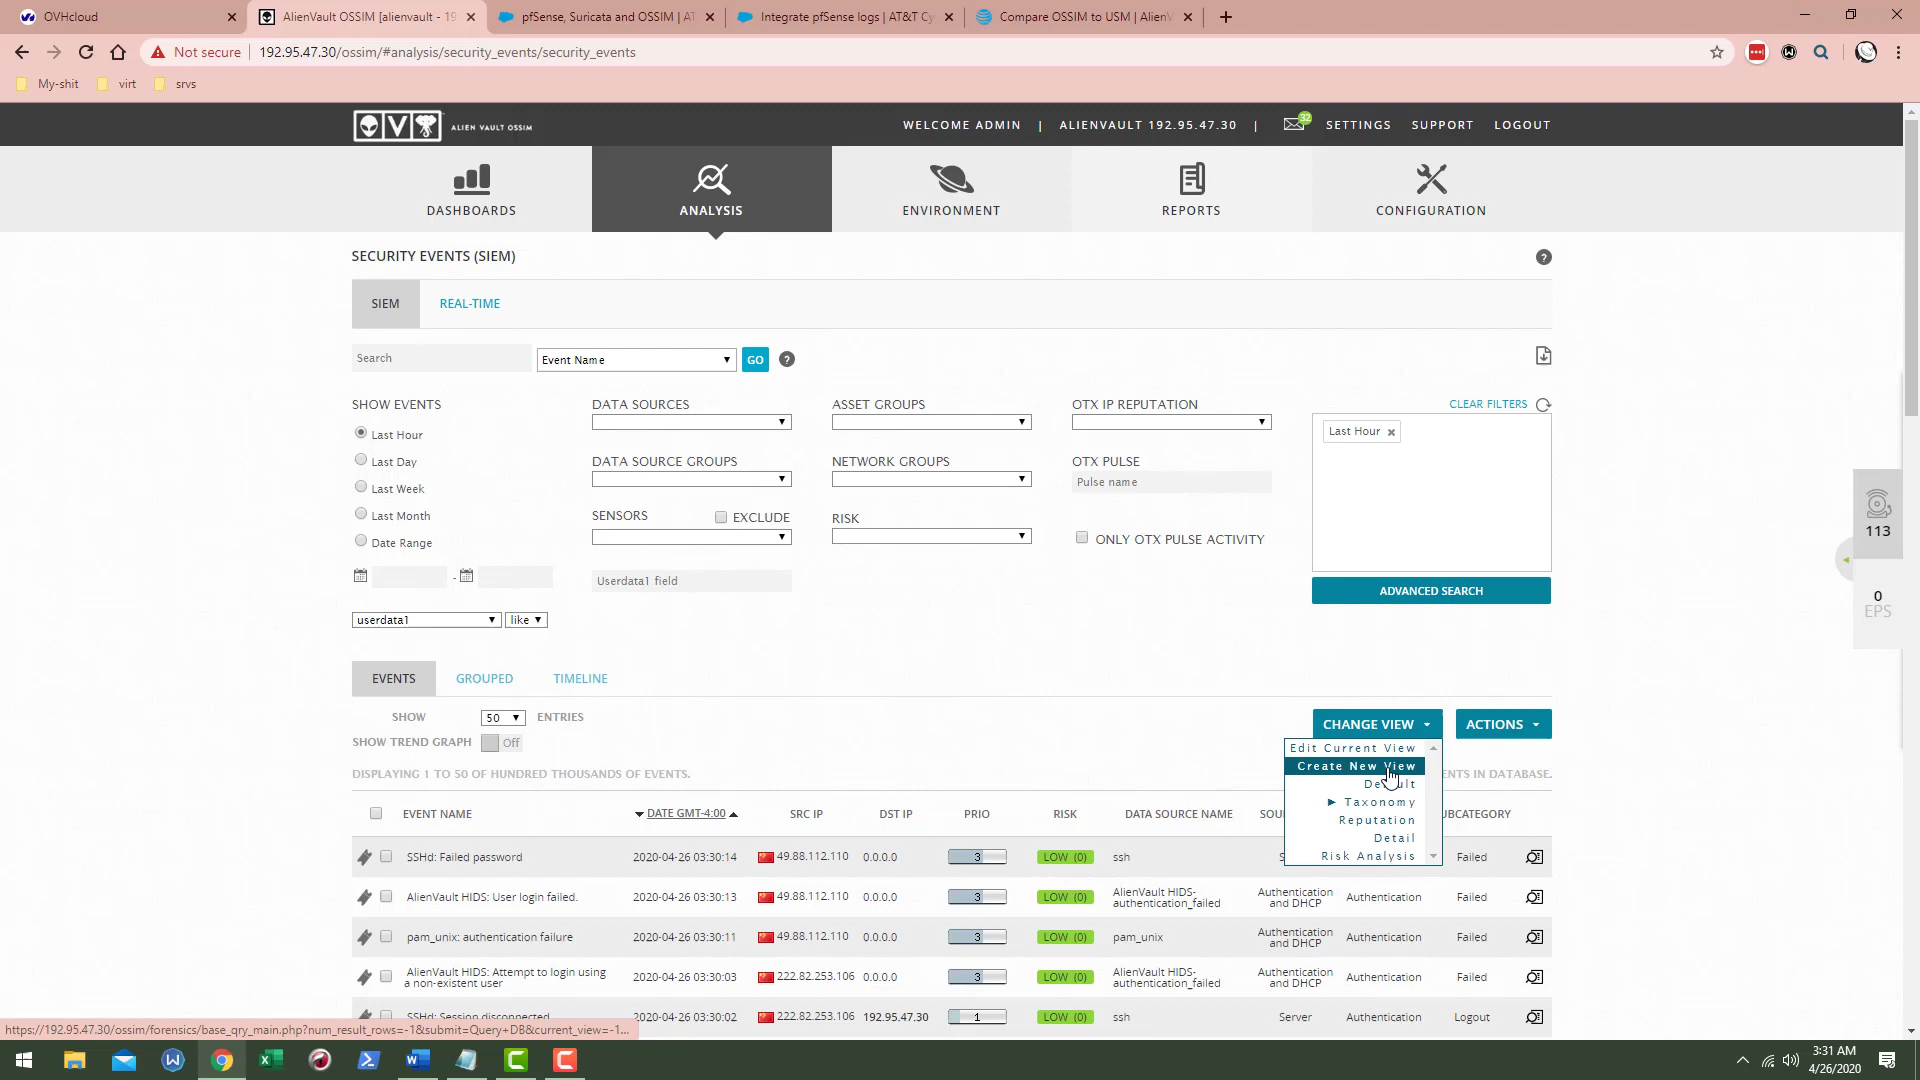 OVHcloud
AlienVault OSSIM [alienvault - 19
pfSense, Suricata and OSSIM | AT
Integrate pfSense logs | AT&T Cy
Compare OSSIM to USM | AlienV
Not secure
192.95.47.30/ossim/#analysis/security_events/security_events
My-shit
virt
srvs
ALIEN VAULT OSSIM
WELCOME ADMIN | ALIENVAULT 192.95.47.30 | 32 SETTINGS SUPPORT LOGOUT
DASHBOARDS
ANALYSIS
ENVIRONMENT
REPORTS
CONFIGURATION
SECURITY EVENTS (SIEM)
SIEM
REAL-TIME
Search
Event Name
GO
SHOW EVENTS
Last Hour
Last Day
Last Week
Last Month
Date Range
-
userdata1
like
DATA SOURCES
DATA SOURCE GROUPS
SENSORS
EXCLUDE
Userdata1 field
ASSET GROUPS
NETWORK GROUPS
RISK
OTX IP REPUTATION
OTX PULSE
Pulse name
ONLY OTX PULSE ACTIVITY
CLEAR FILTERS
Last Hour x
ADVANCED SEARCH
113
0
EPS
EVENTS
GROUPED
TIMELINE
SHOW 50 ENTRIES
SHOW TREND GRAPH Off
CHANGE VIEW
ACTIONS
Edit Current View
Create New View
Default
Taxonomy
Reputation
Detail
Risk Analysis
DISPLAYING 1 TO 50 OF HUNDRED THOUSANDS OF EVENTS.
ENTS IN DATABASE.
EVENT NAME DATE GMT-4:00 SRC IP DST IP PRIO RISK DATA SOURCE NAME SOU UBCATEGORY
SSHd: Failed password 2020-04-26 03:30:14 49.88.112.110 0.0.0.0 3 LOW (0) ssh S Failed
AlienVault HIDS: User login failed. 2020-04-26 03:30:13 49.88.112.110 0.0.0.0 3 LOW (0) AlienVault HIDS-authentication_failed Authentication and DHCP Authentication Failed
pam_unix: authentication failure 2020-04-26 03:30:11 49.88.112.110 0.0.0.0 3 LOW (0) pam_unix Authentication and DHCP Authentication Failed
AlienVault HIDS: Attempt to login using a non-existent user 2020-04-26 03:30:03 222.82.253.106 0.0.0.0 3 LOW (0) AlienVault HIDS-authentication_failed Authentication and DHCP Authentication Failed
SSHd: Session disconnected 2020-04-26 03:30:02 222.82.253.106 192.95.47.30 1 LOW (0) ssh Server Authentication Logout
https://192.95.47.30/ossim/forensics/base_qry_main.php?num_result_rows=-1&submit=Query+DB&current_view=-1...
3:31 AM
4/26/2020